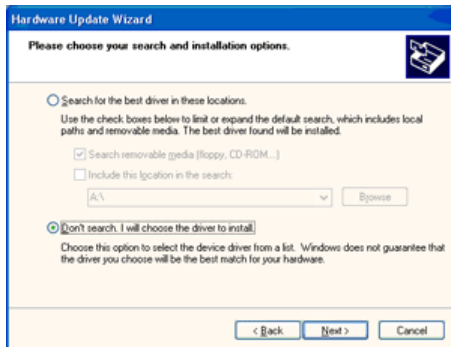 Hardware Update Wizard
Please choose your search and installation options.
Search for the best driver in these locations.
Use the check boxes below to limit or expand the default search, which includes local
paths and removable media. The best driver found will be installed.
Search removable media (floppy, CD-ROM...)
Include this location in the search:
A:\
Browse
Don't search. I will choose the driver to install.
Choose this option to select the device driver from a list. Windows does not guarantee that
the driver you choose will be the best match for your hardware.
< Back Next > Cancel